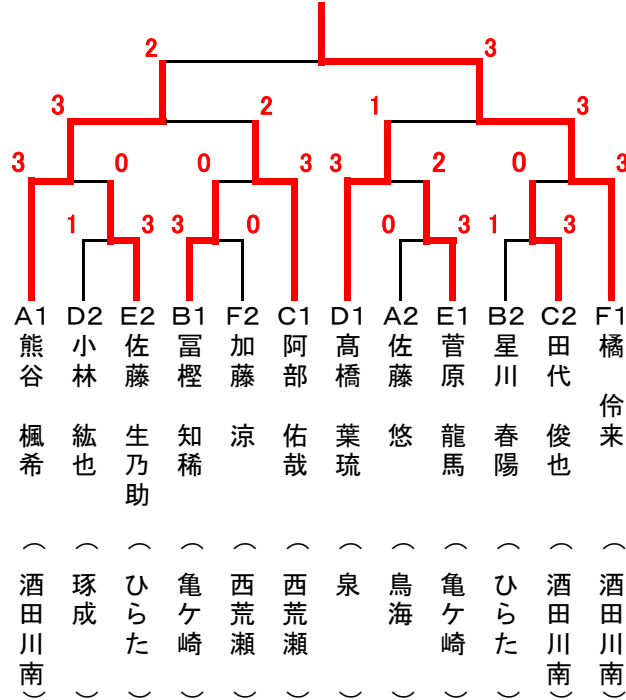 2 3
3 2 1 3
3 0 0 3 3 2 0 3
1 3 3 0 0 3 1 3
A1 D2 E2 B1 F2 C1 D1 A2 E1 B2 C2 F1
熊谷 楓希 (酒田川南)
小林 紘也 (琢成)
佐藤 生乃助 (ひらた)
冨樫 知稀 (亀ケ崎)
加藤 涼 (西荒瀬)
阿部 佑哉 (西荒瀬)
髙橋 葉琉 (泉)
佐藤 悠 (鳥海)
菅原 龍馬 (亀ケ崎)
星川 春陽 (ひらた)
田代 俊也 (酒田川南)
橘 伶来 (酒田川南)